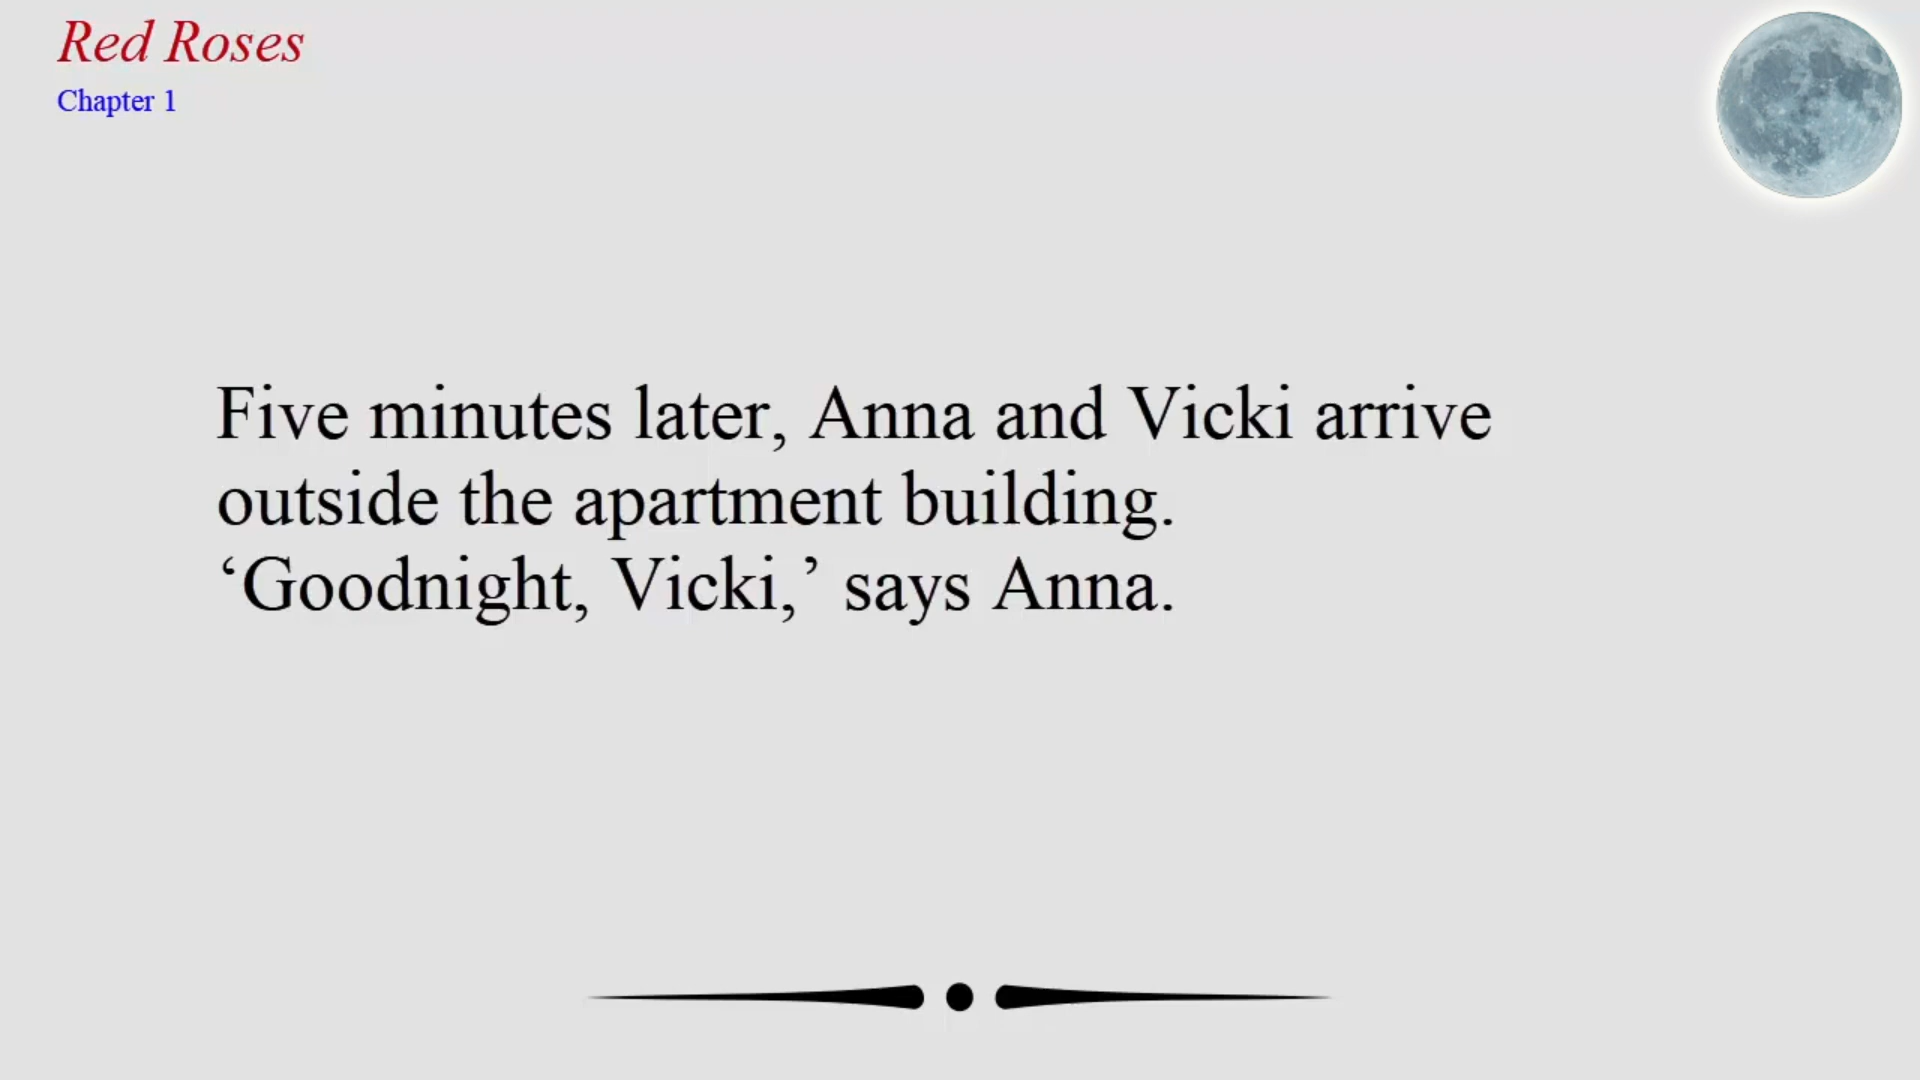 Red Roses
Chapter 1
Five minutes later, Anna and Vicki arrive
outside the apartment building.
‘Goodnight, Vicki,’ says Anna.